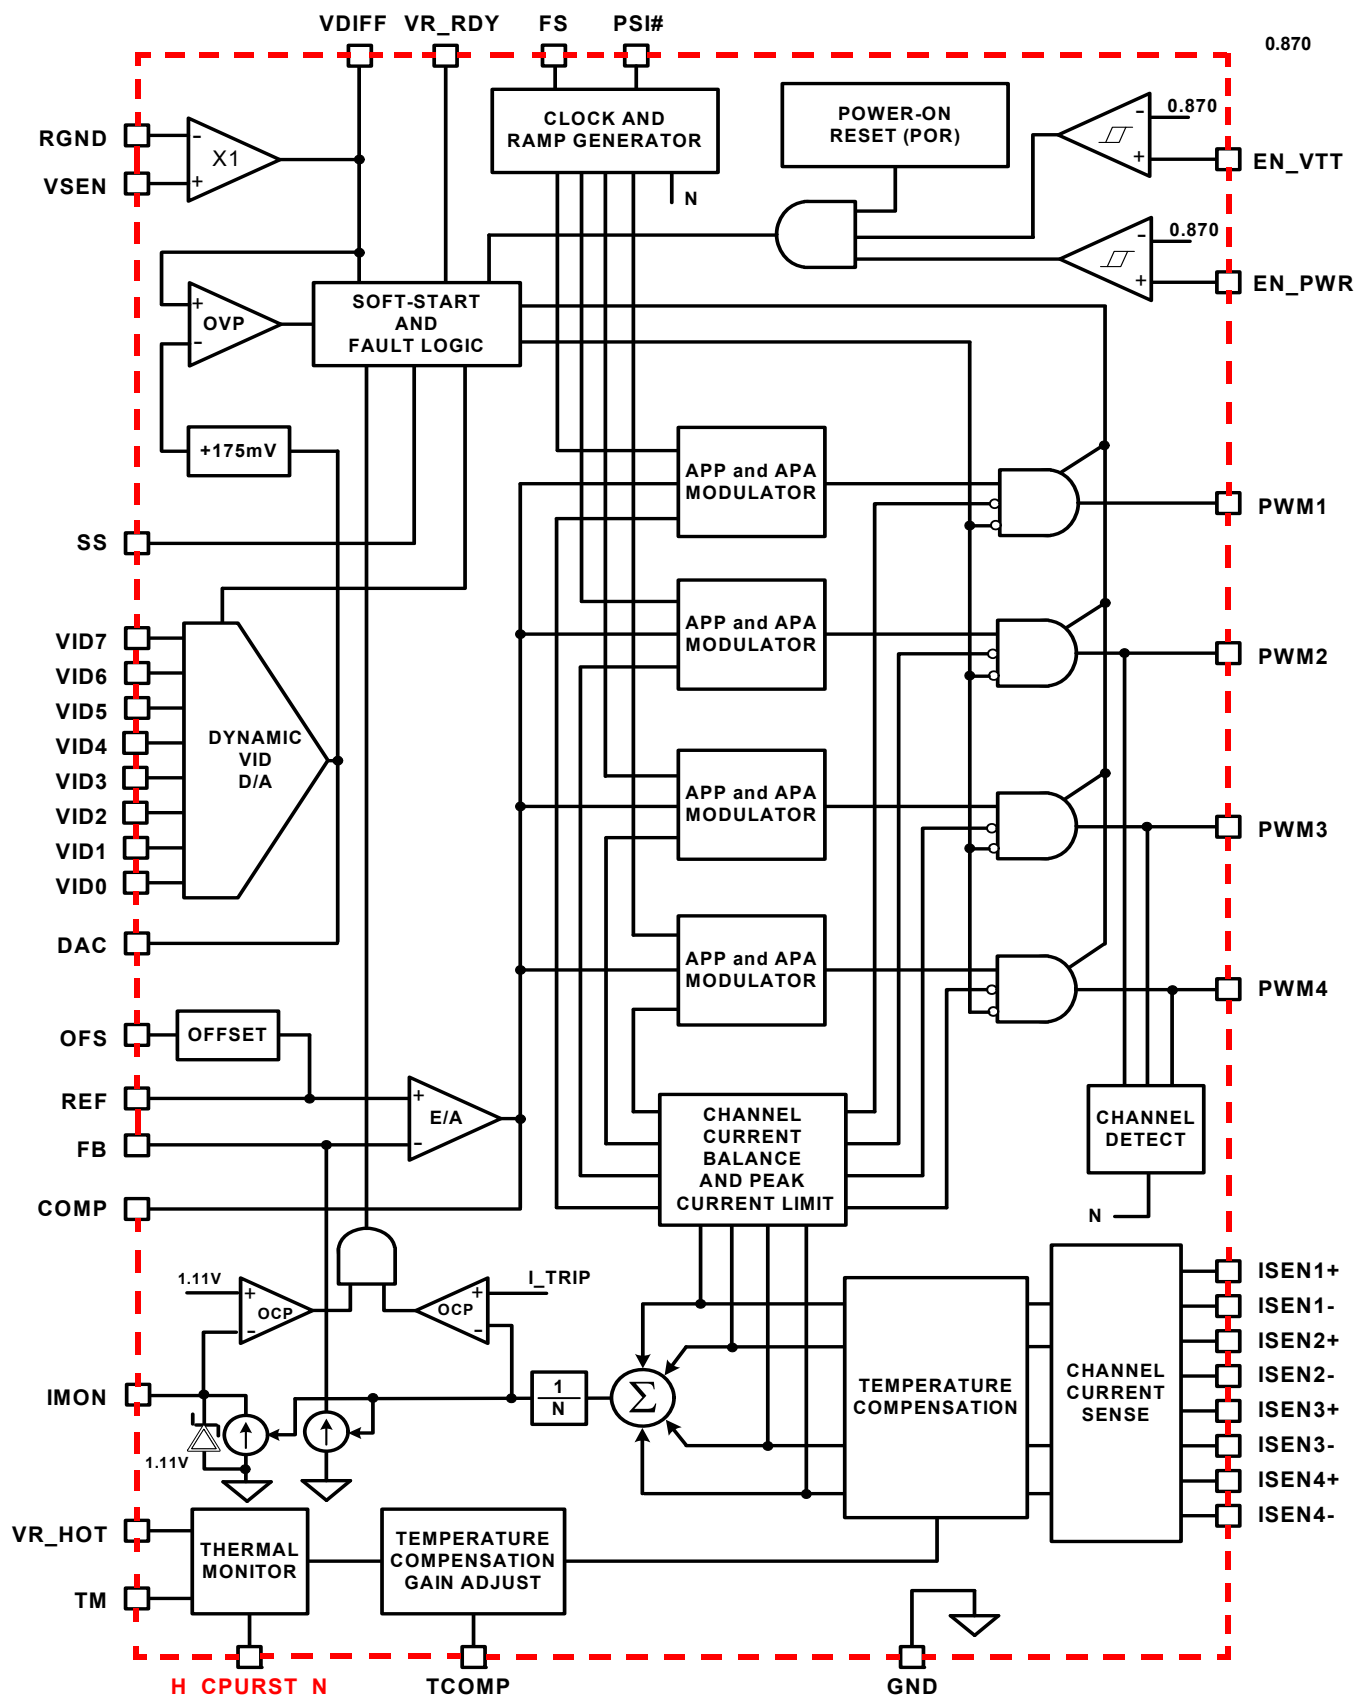 VDIFF VR_RDY FS PSI#
0.870
CLOCK AND
RAMP GENERATOR
POWER-ON
RESET (POR)
RGND
VSEN
-
+
X1
-
+
0.870
EN_VTT
N
-
+
0.870
EN_PWR
+
-
OVP
SOFT-START
AND
FAULT LOGIC
+175mV
APP and APA
MODULATOR
PWM1
SS
APP and APA
MODULATOR
PWM2
VID7
VID6
VID5
VID4
VID3
VID2
VID1
VID0
DYNAMIC
VID
D/A
APP and APA
MODULATOR
PWM3
DAC
APP and APA
MODULATOR
PWM4
OFS
OFFSET
REF
FB
+
-
E/A
COMP
CHANNEL
CURRENT
BALANCE
AND PEAK
CURRENT LIMIT
CHANNEL
DETECT
N
1.11V
+
-
OCP
I_TRIP
+
-
OCP
IMON
1.11V
1
N
Σ
TEMPERATURE
COMPENSATION
CHANNEL
CURRENT
SENSE
ISEN1+
ISEN1-
ISEN2+
ISEN2-
ISEN3+
ISEN3-
ISEN4+
ISEN4-
VR_HOT
TM
THERMAL
MONITOR
TEMPERATURE
COMPENSATION
GAIN ADJUST
H CPURST N
TCOMP
GND